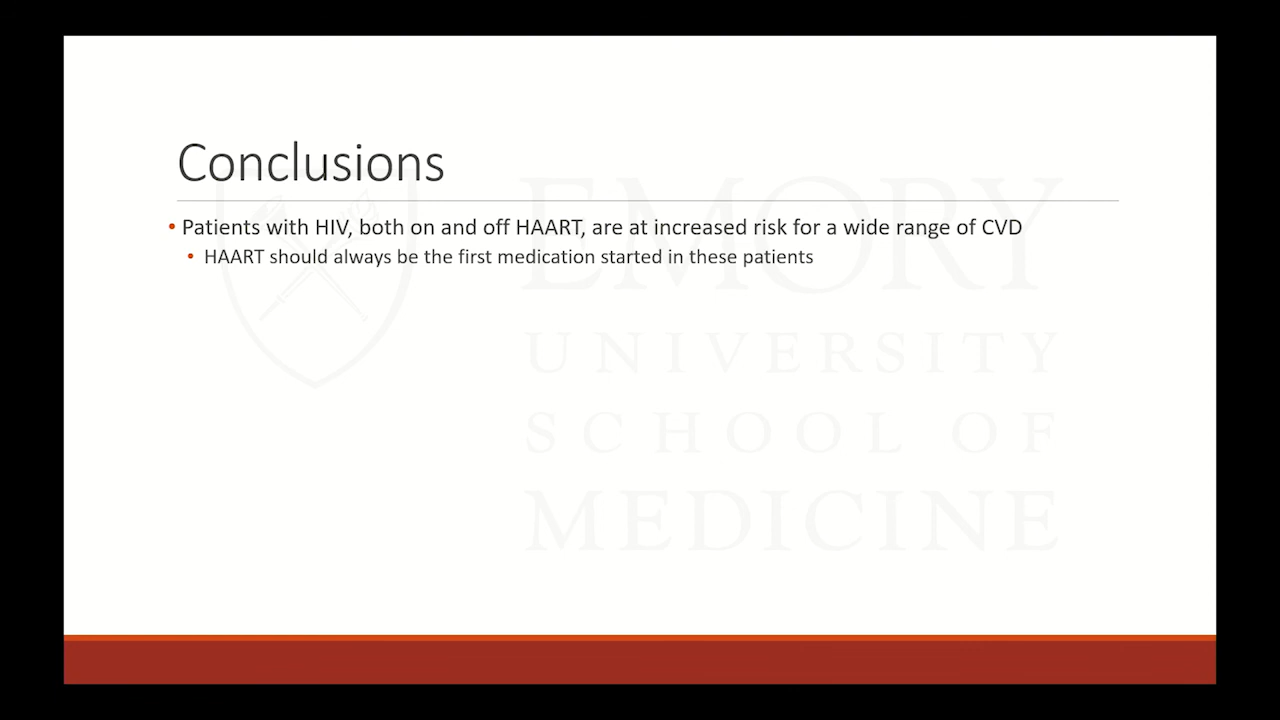 Conclusions
• Patients with HIV, both on and off HAART, are at increased risk for a wide range of CVD
• HAART should always be the first medication started in these patients
EMORY
UNIVERSITY
SCHOOL OF
MEDICINE